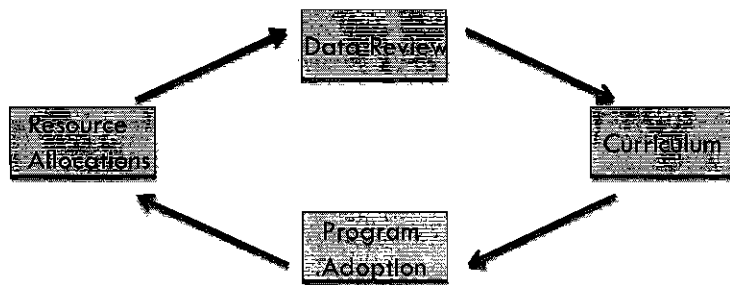 Data Review
Resource
Allocations
Curriculum
Program
Adoption